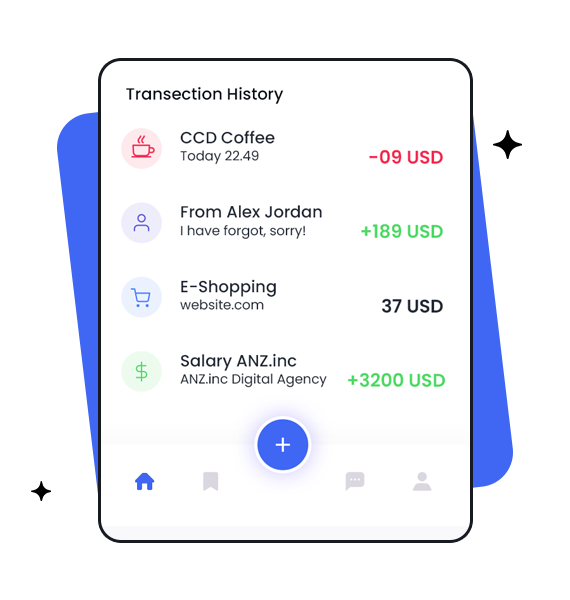 Transection History
CCD Coffee
Today 22.49
-09 USD
From Alex Jordan
I have forgot, sorry!
+189 USD
E-Shopping
website.com
37 USD
Salary ANZ.inc
ANZ.inc Digital Agency
+3200 USD